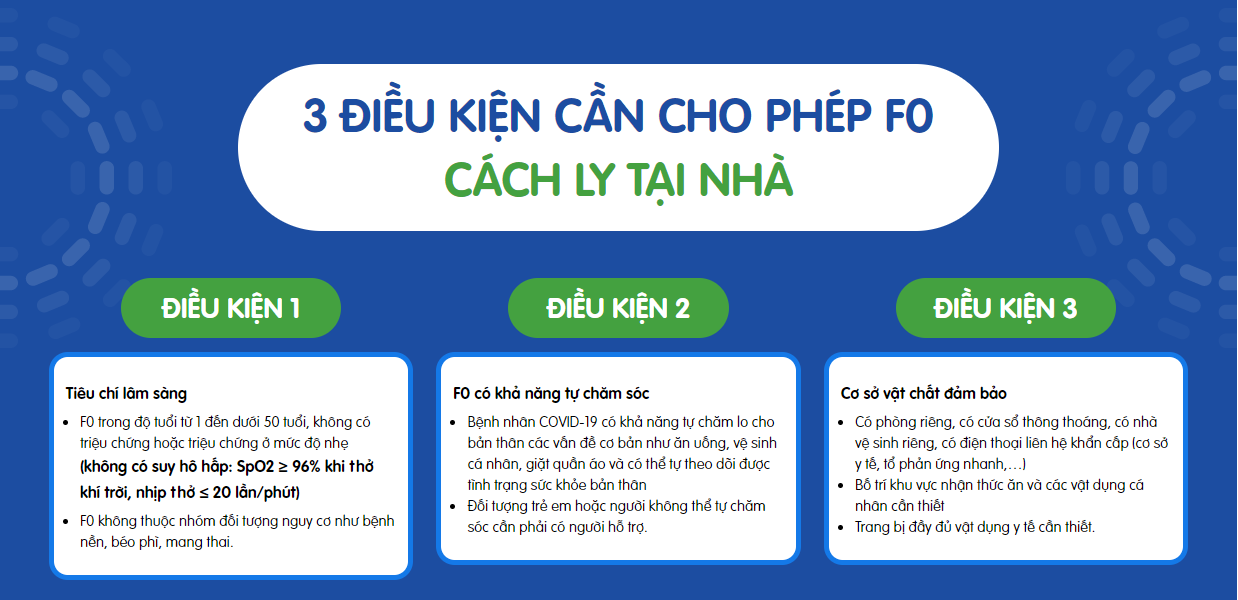 3 ĐIỀU KIỆN CẦN CHO PHÉP F0
CÁCH LY TẠI NHÀ
ĐIỀU KIỆN 1
Tiêu chí lâm sàng
• F0 trong độ tuổi từ 1 đến dưới 50 tuổi, không có
triệu chứng hoặc triệu chứng ở mức độ nhẹ
(không có suy hô hấp: SpO2 ≥ 96% khi thở
khí trời, nhịp thở ≤ 20 lần/phút)
• F0 không thuộc nhóm đối tượng nguy cơ như bệnh
nền, béo phì, mang thai.
ĐIỀU KIỆN 2
F0 có khả năng tự chăm sóc
• Bệnh nhân COVID-19 có khả năng tự chăm lo cho
bản thân các vấn đề cơ bản như ăn uống, vệ sinh
cá nhân, giặt quần áo và có thể tự theo dõi được
tình trạng sức khỏe bản thân
• Đối tượng trẻ em hoặc người không thể tự chăm
sóc cần phải có người hỗ trợ.
ĐIỀU KIỆN 3
Cơ sở vật chất đảm bảo
• Có phòng riêng, có cửa sổ thông thoáng, có nhà
vệ sinh riêng, có điện thoại liên hệ khẩn cấp (cơ sở
y tế, tổ phản ứng nhanh,...)
• Bố trí khu vực nhận thức ăn và các vật dụng cá
nhân cần thiết
• Trang bị đầy đủ vật dụng y tế cần thiết.